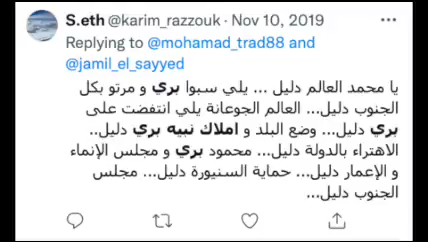 S.eth @karim_razzouk · Nov 10, 2019
Replying to @mohamad_trad88 and
@jamil_el_sayyed
يا محمد العالم دليل ... يلي سبوا بري و مرتو بكل
الجنوب دليل... العالم الجوعانة يلي انتفضت على
بري دليل... وضع البلد و املاك نبيه بري دليل..
الاهتراء بالدولة دليل... محمود بري و مجلس الإنماء
و الإعمار دليل... حماية السنيورة دليل... مجلس
الجنوب دليل...